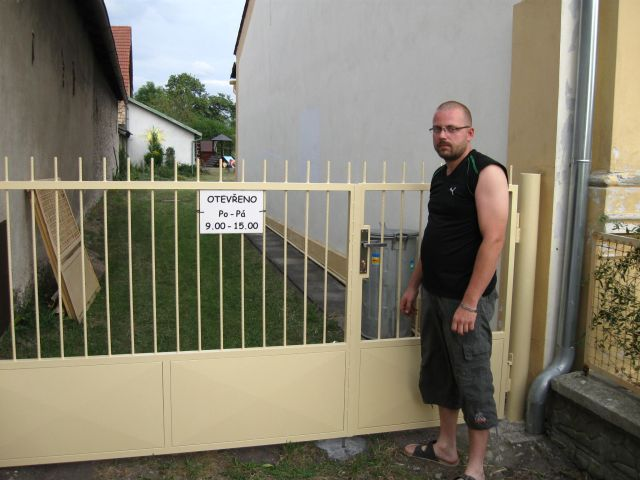 OTEVŘENO
Po - Pá
9.00 - 15.00